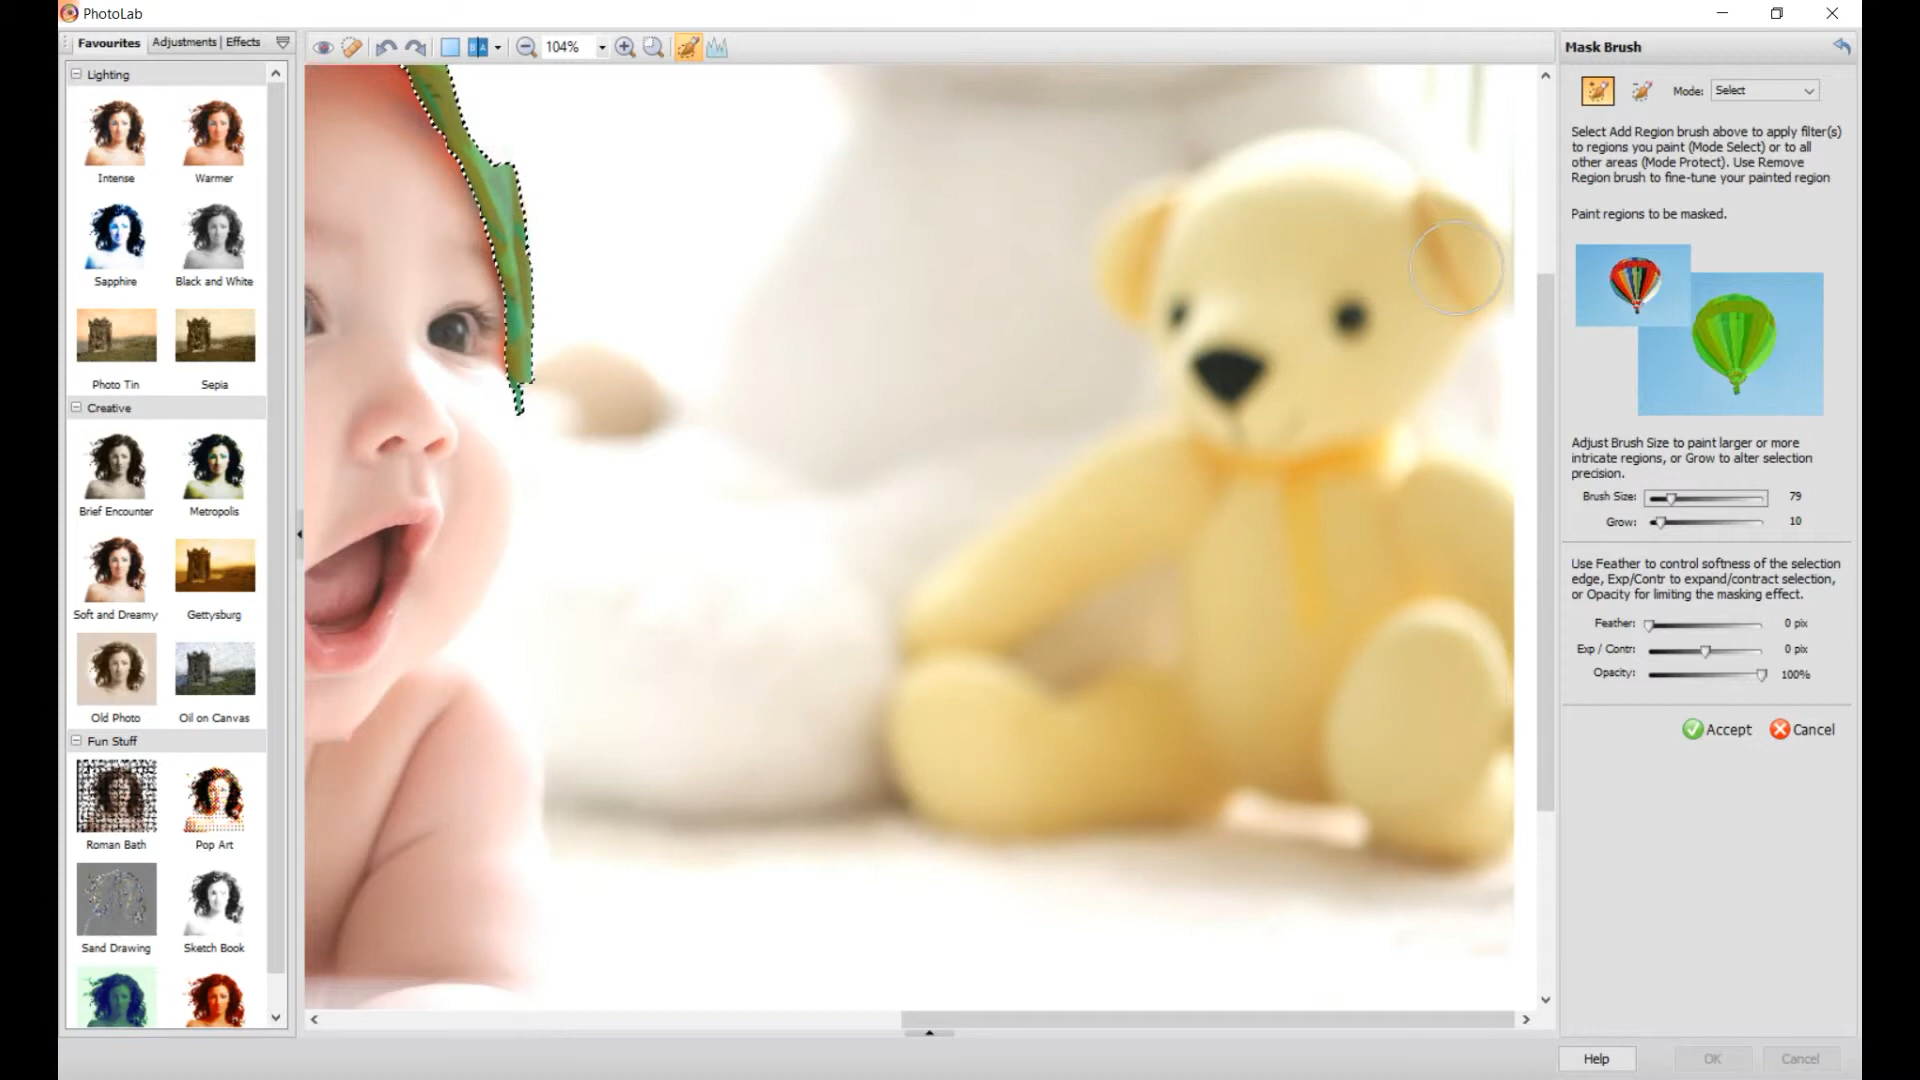 PhotoLab
Favourites
Adjustments
Effects
104%
Mask Brush
Lighting
Intense
Warmer
Sapphire
Black and White
Photo Tin
Sepia
Creative
Brief Encounter
Metropolis
Soft and Dreamy
Gettysburg
Old Photo
Oil on Canvas
Fun Stuff
Roman Bath
Pop Art
Sand Drawing
Sketch Book
Mode: Select
Select Add Region brush above to apply filter(s)
to regions you paint (Mode Select) or to all
other areas (Mode Protect). Use Remove
Region brush to fine-tune your painted region
Paint regions to be masked.
Adjust Brush Size to paint larger or more
intricate regions, or Grow to alter selection
precision.
Brush Size: 79
Grow: 10
Use Feather to control softness of the selection
edge, Exp/Contr to expand/contract selection,
or Opacity for limiting the masking effect.
Feather: 0 pix
Exp / Contr: 0 pix
Opacity: 100%
Accept
Cancel
Help
OK
Cancel